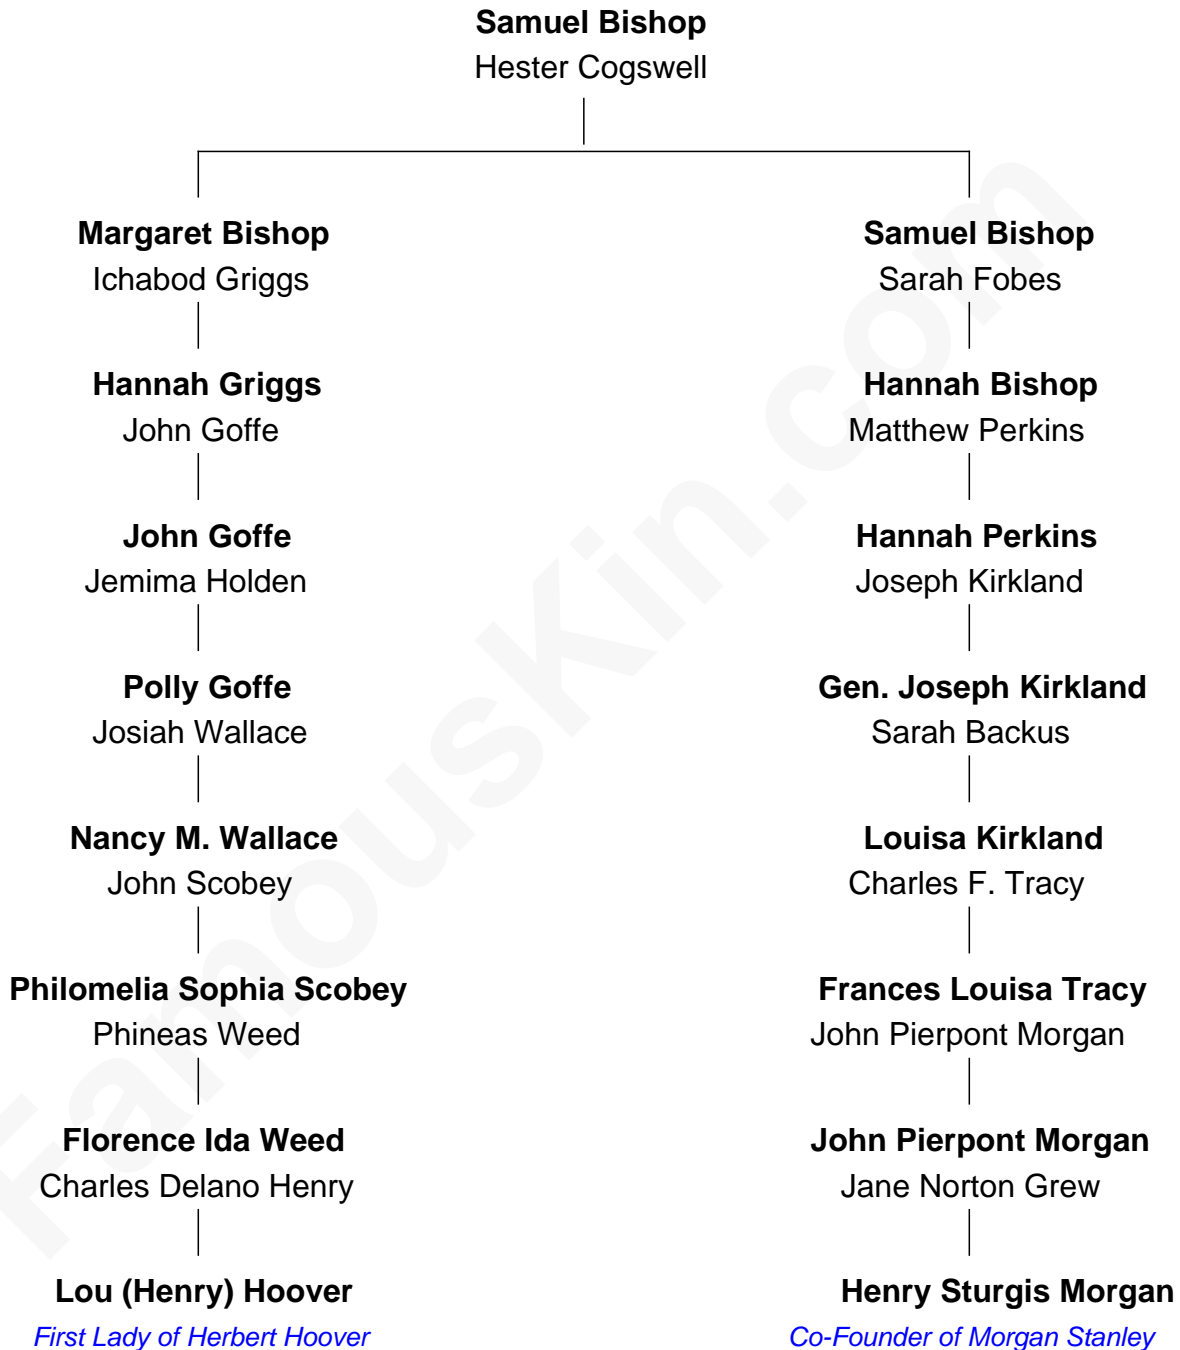 Samuel Bishop
Hester Cogswell
Margaret Bishop
Ichabod Griggs
Samuel Bishop
Sarah Fobes
Hannah Griggs
John Goffe
Hannah Bishop
Matthew Perkins
John Goffe
Jemima Holden
Hannah Perkins
Joseph Kirkland
Polly Goffe
Josiah Wallace
Gen. Joseph Kirkland
Sarah Backus
Nancy M. Wallace
John Scobey
Louisa Kirkland
Charles F. Tracy
Philomelia Sophia Scobey
Phineas Weed
Frances Louisa Tracy
John Pierpont Morgan
Florence Ida Weed
Charles Delano Henry
John Pierpont Morgan
Jane Norton Grew
Lou (Henry) Hoover
First Lady of Herbert Hoover
Henry Sturgis Morgan
Co-Founder of Morgan Stanley
FamousKin.com